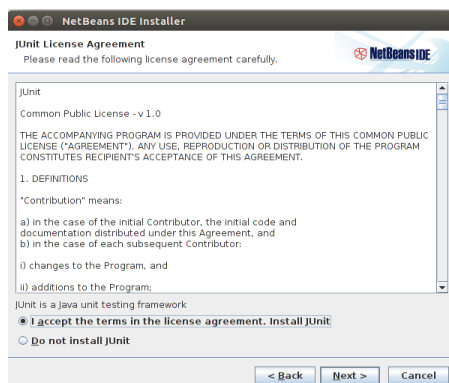 NetBeans IDE Installer
JUnit License Agreement
Please read the following license agreement carefully.
NetBeans IDE
JUnit
Common Public License - v 1.0
THE ACCOMPANYING PROGRAM IS PROVIDED UNDER THE TERMS OF THIS COMMON PUBLIC
LICENSE ("AGREEMENT"). ANY USE, REPRODUCTION OR DISTRIBUTION OF THE PROGRAM
CONSTITUTES RECIPIENT'S ACCEPTANCE OF THIS AGREEMENT.
1. DEFINITIONS
"Contribution" means:
a) in the case of the initial Contributor, the initial code and
documentation distributed under this Agreement, and
b) in the case of each subsequent Contributor:
i) changes to the Program, and
ii) additions to the Program;
JUnit is a Java unit testing framework
I accept the terms in the license agreement. Install JUnit
Do not install JUnit
< Back Next > Cancel